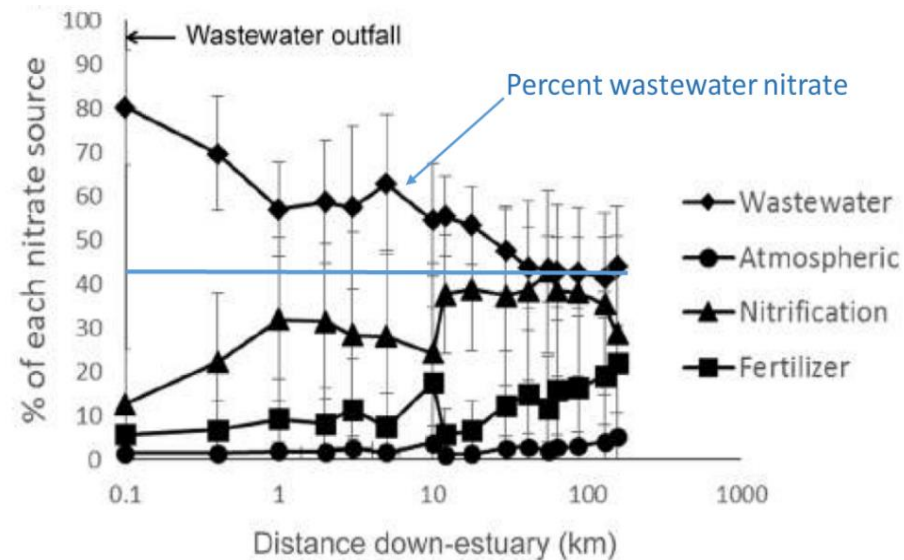 100
90
80
70
60
50
40
30
20
10
0
% of each nitrate source
Wastewater outfall
Percent wastewater nitrate
Wastewater
Atmospheric
Nitrification
Fertilizer
0.1 1 10 100 1000
Distance down-estuary (km)